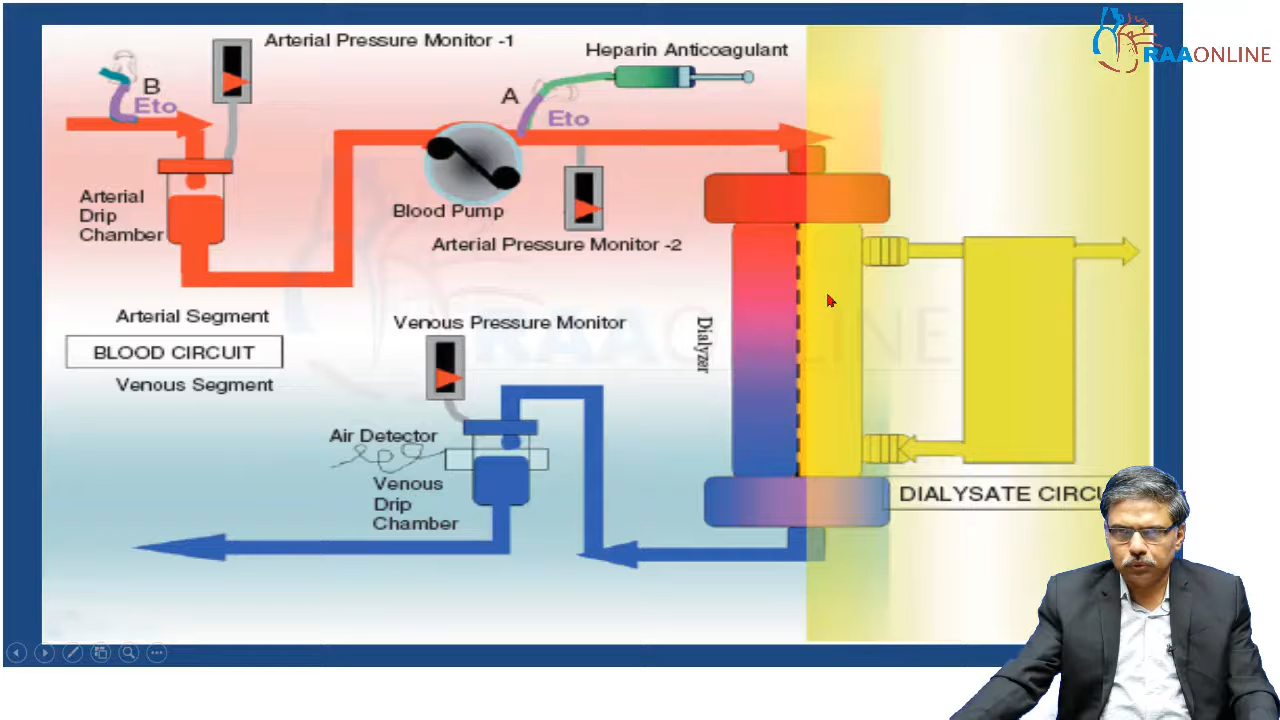 Arterial Pressure Monitor -1
Heparin Anticoagulant
RAAONLINE
B
Eto
A
Eto
Arterial
Drip
Chamber
Blood Pump
Arterial Pressure Monitor -2
Arterial Segment
BLOOD CIRCUIT
Venous Segment
Venous Pressure Monitor
RAAONLINE
Dialyzer
Air Detector
Venous
Drip
Chamber
DIALYSATE CIRCU